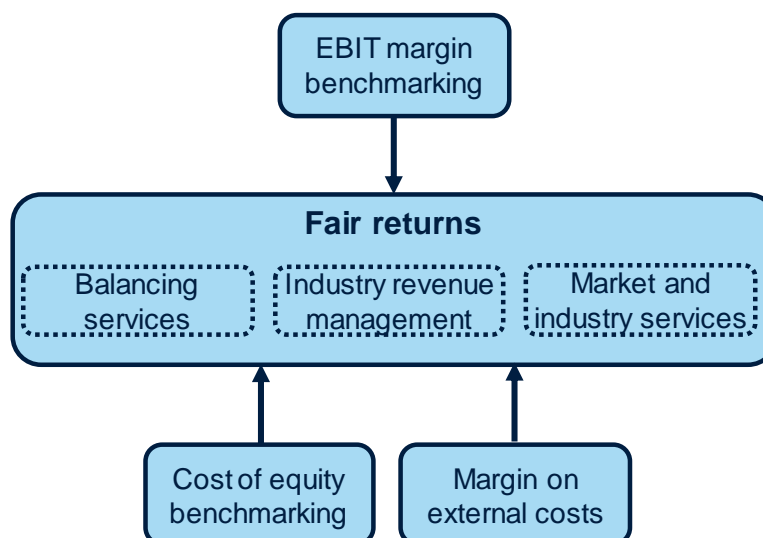 EBIT margin
benchmarking
Fair returns
Balancing
services
Industry revenue
management
Market and
industry services
Cost of equity
benchmarking
Margin on
external costs